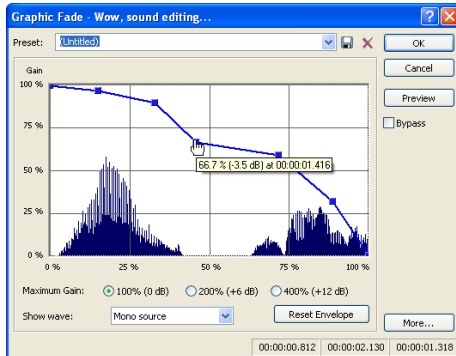 Graphic Fade - Wow, sound editing...
Preset: (Untitled)
OK
Cancel
Preview
Bypass
Gain
100 %
75 %
66.7 % (-3.5 dB) at 00:00:01.416
50 %
25 %
0 %
0 % 25 % 50 % 75 % 100 %
Maximum Gain: 100% (0 dB) 200% (+6 dB) 400% (+12 dB)
Show wave: Mono source Reset Envelope
More...
00:00:00.812 00:00:02.130 00:00:01.318